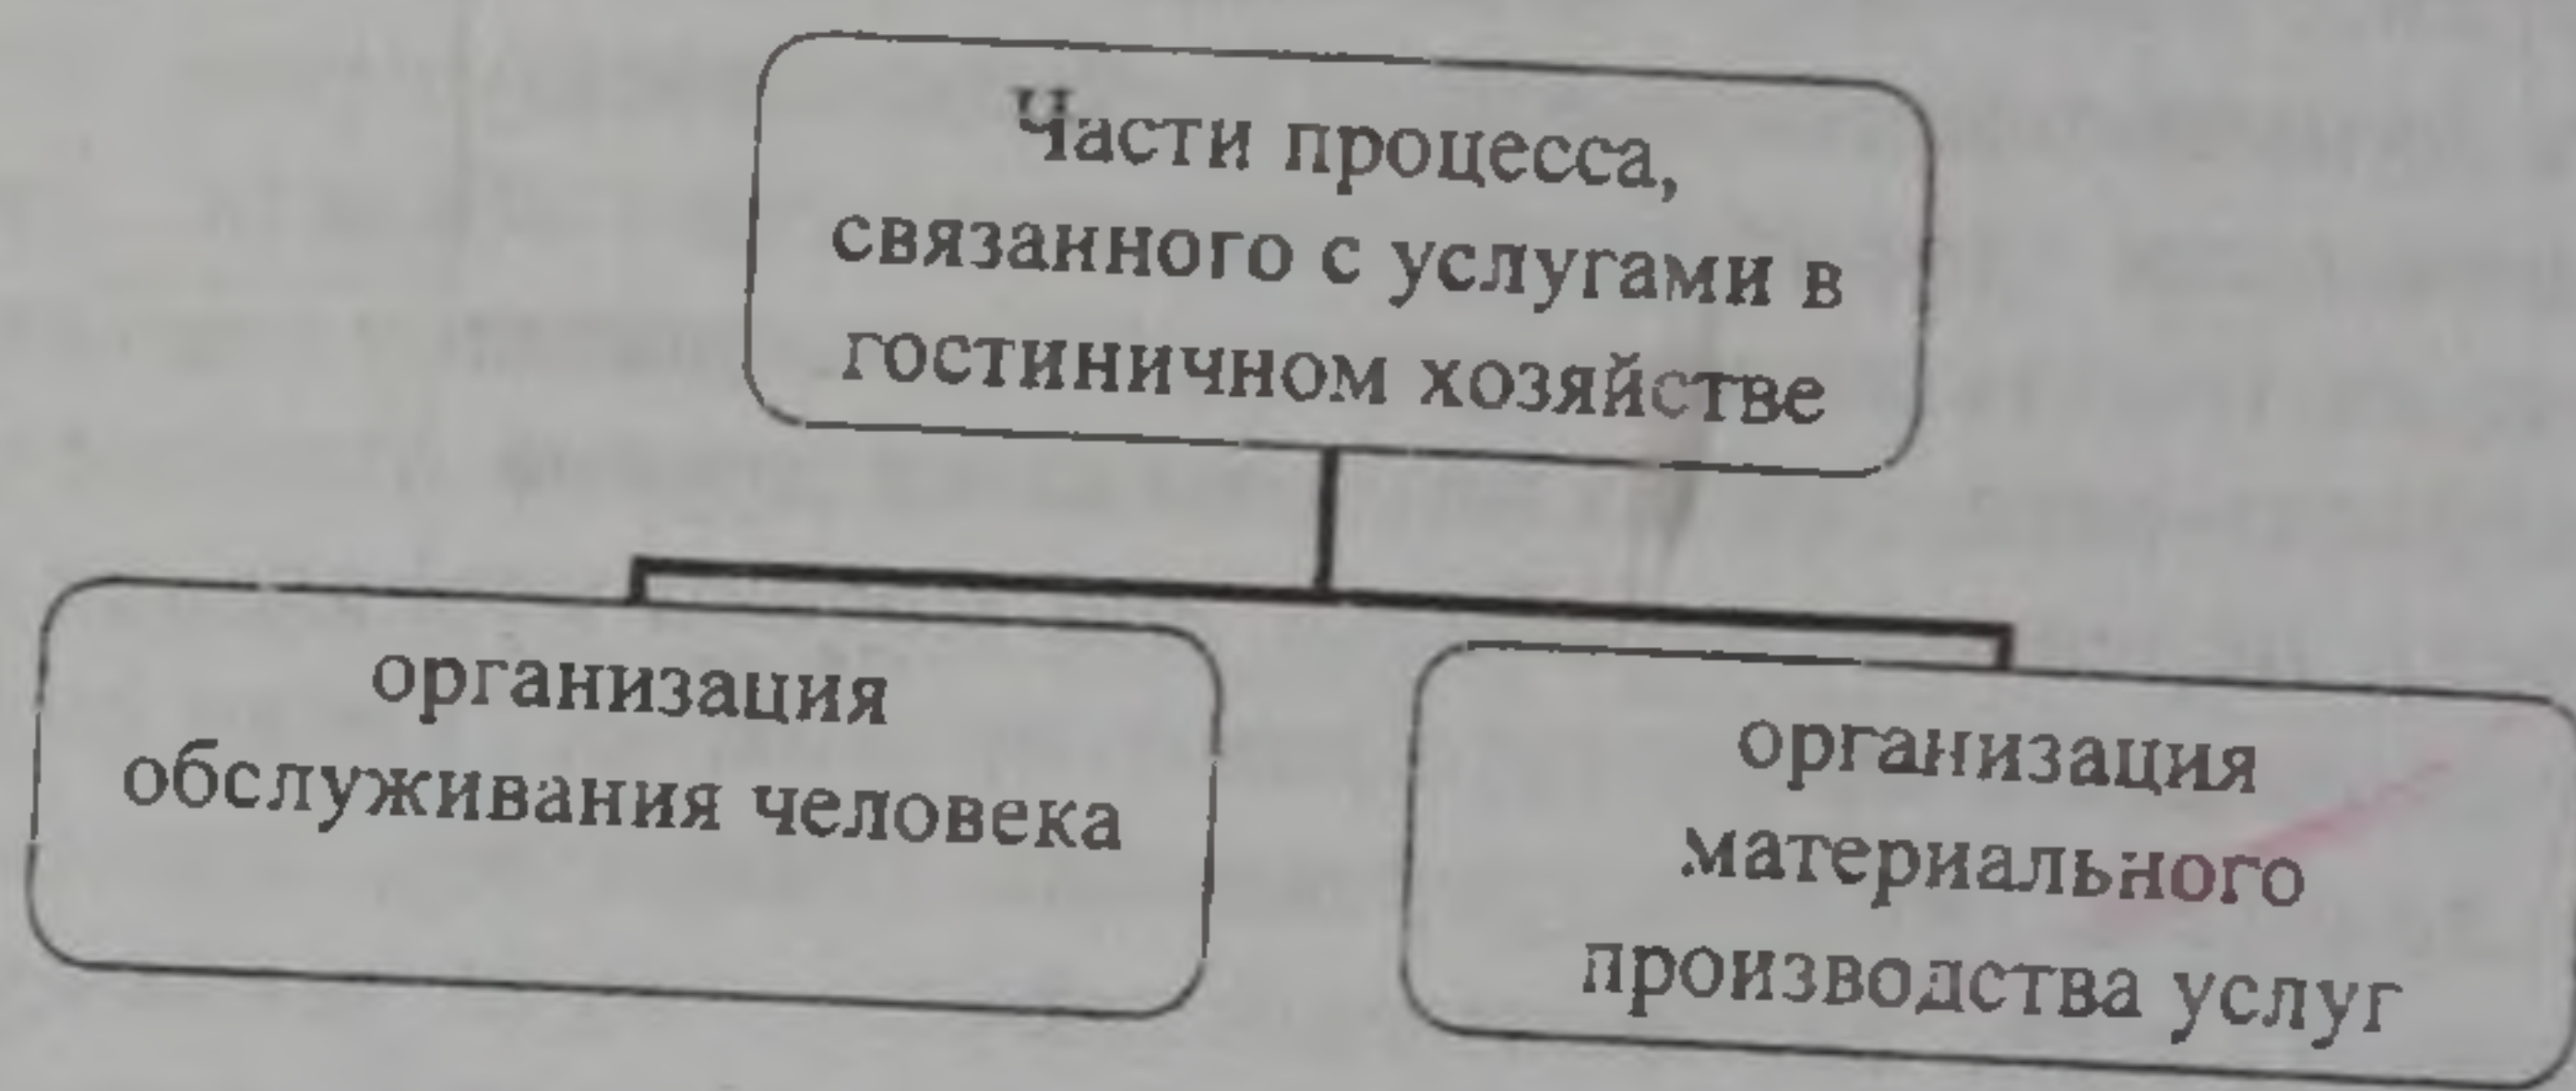 Части процесса,
связанного с услугами в
гостиничном хозяйстве
организация
обслуживания человека
организация
материального
производства услуг